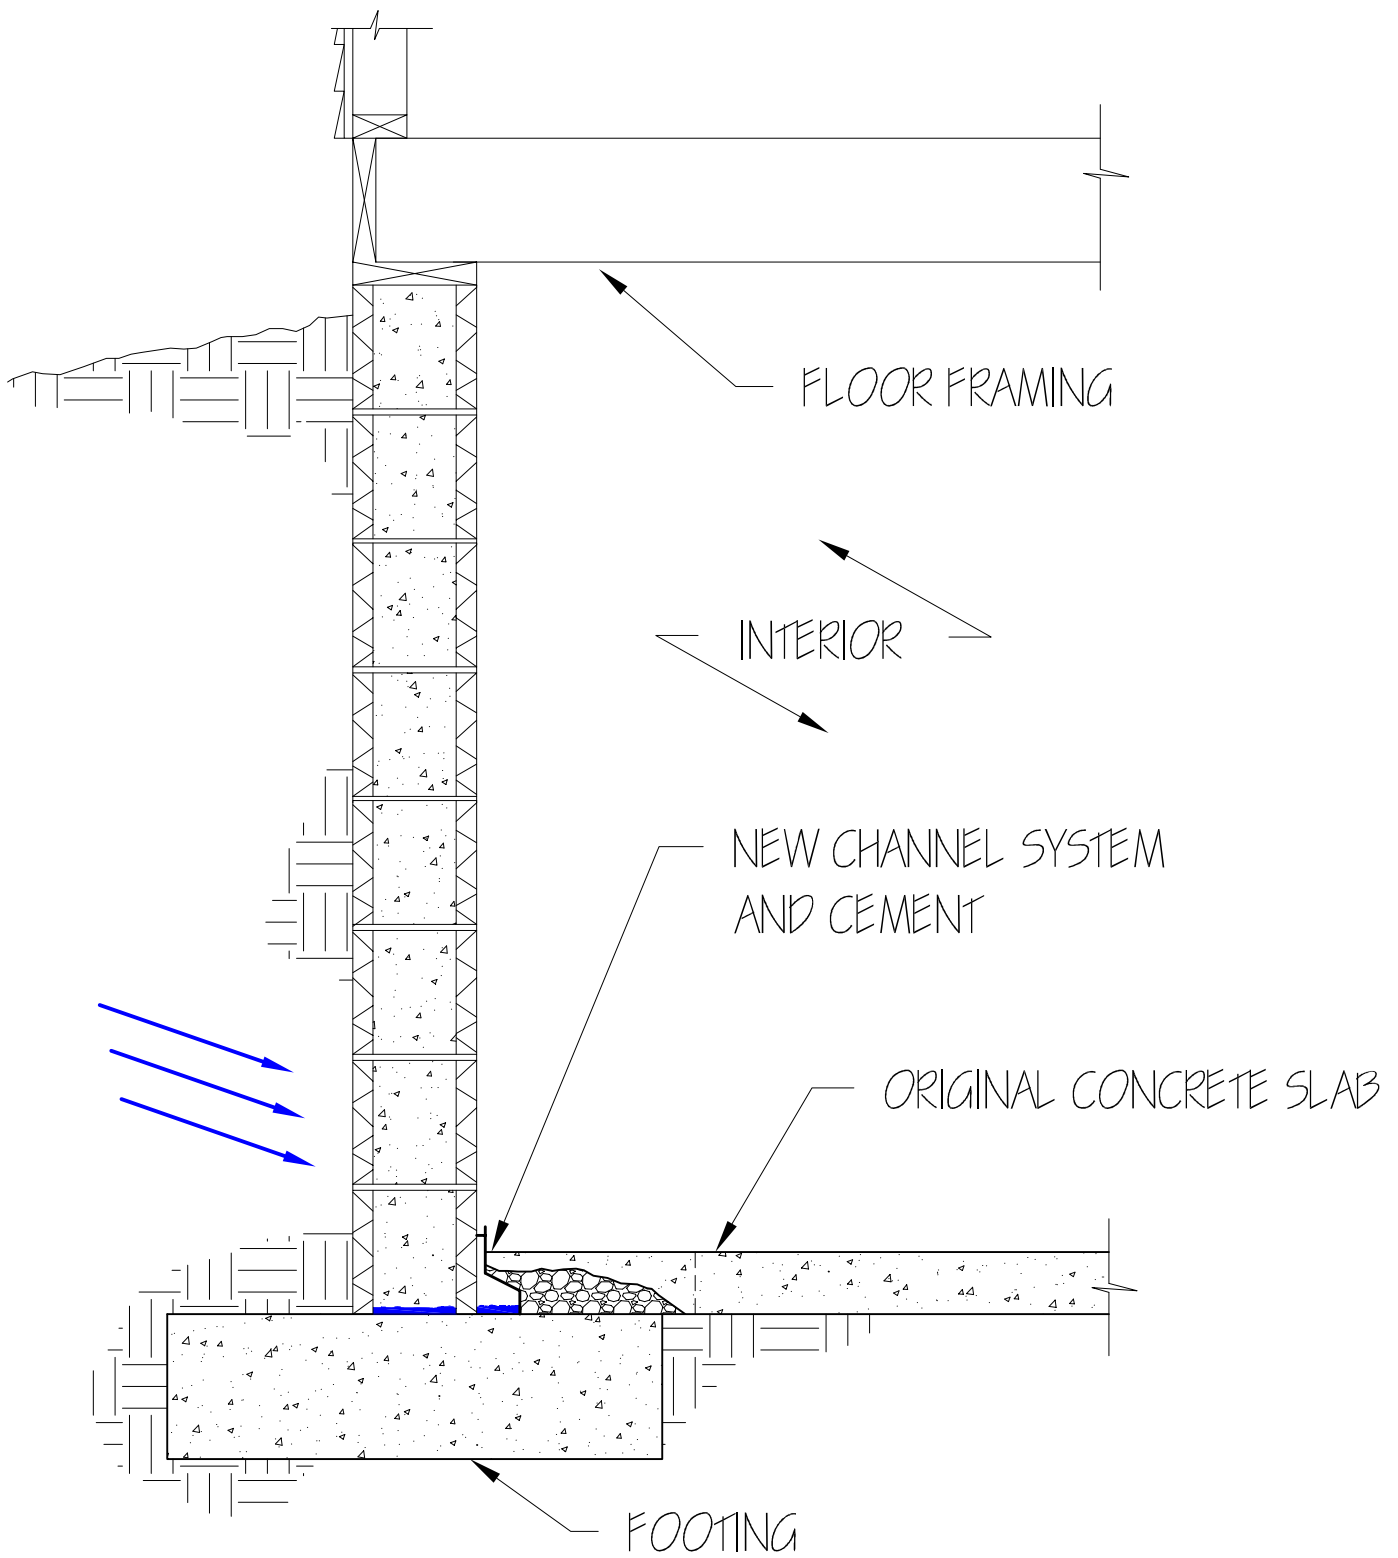 FLOOR FRAMING
INTERIOR
NEW CHANNEL SYSTEM
AND CEMENT
ORIGINAL CONCRETE SLAB
FOOTING